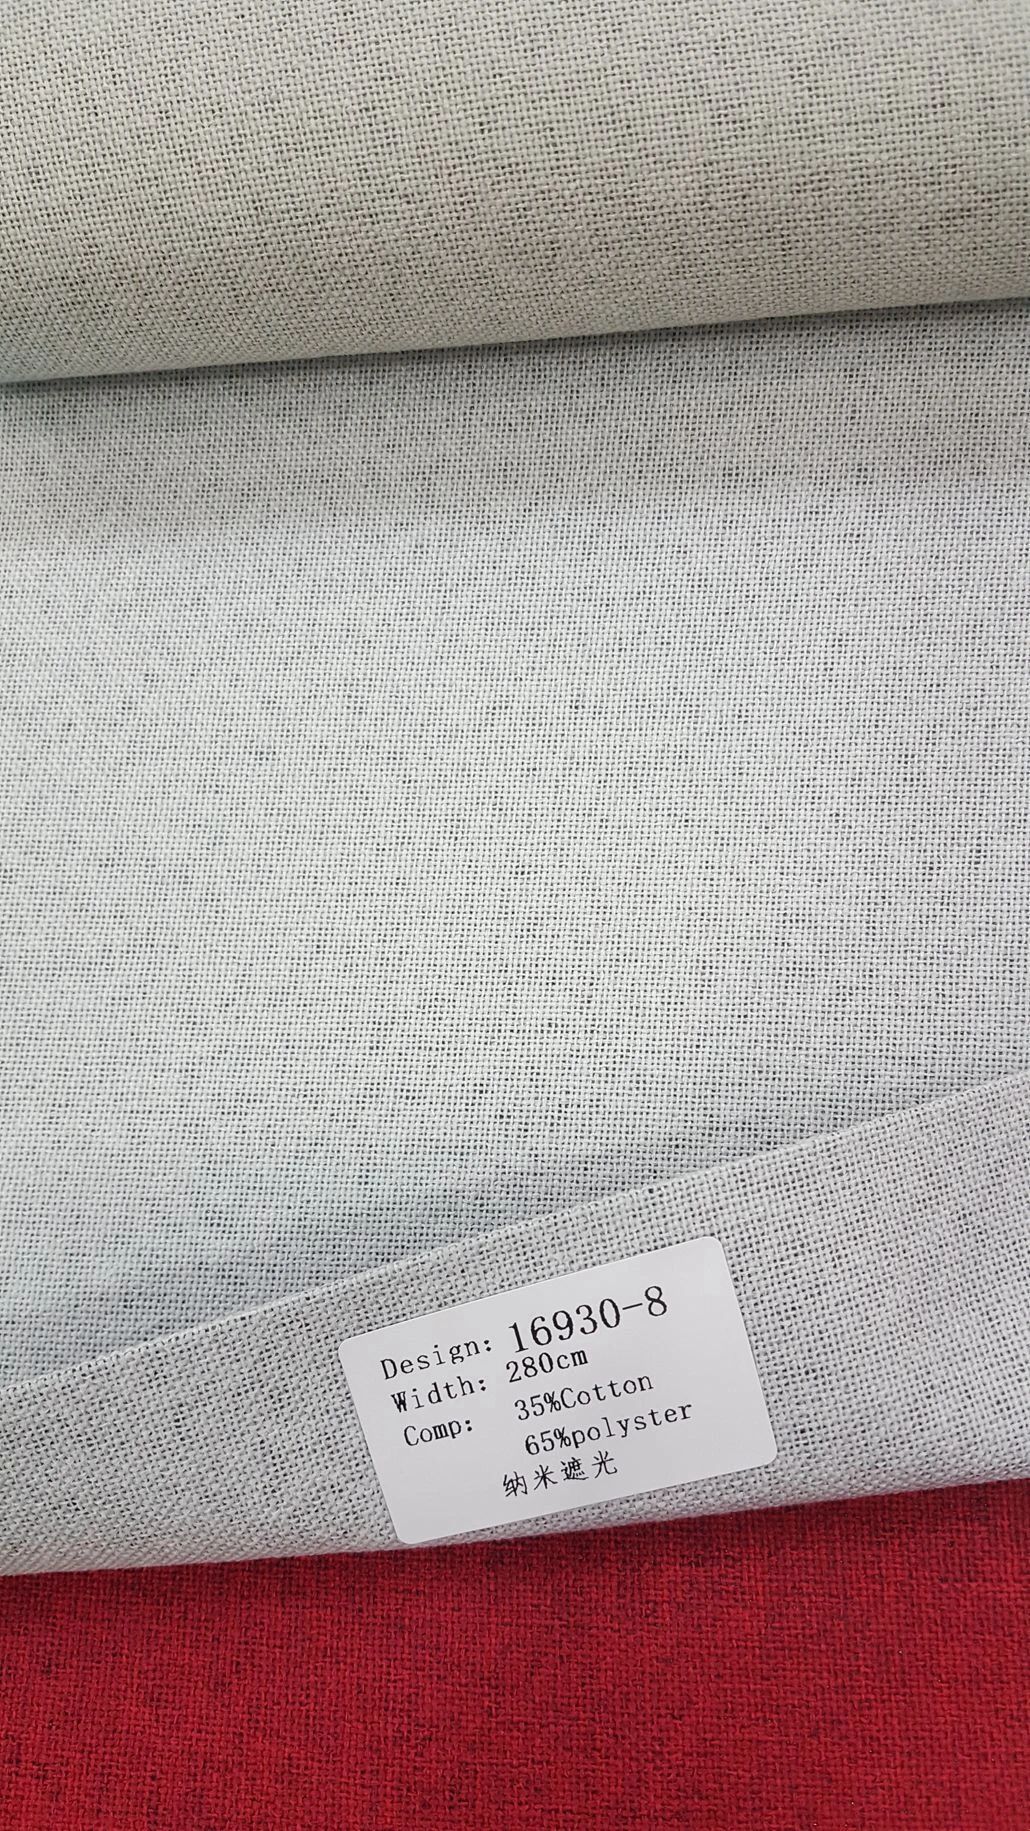 Design: 16930-8
Width: 280cm
Comp: 35%Cotton
65%polyster
纳米遮光